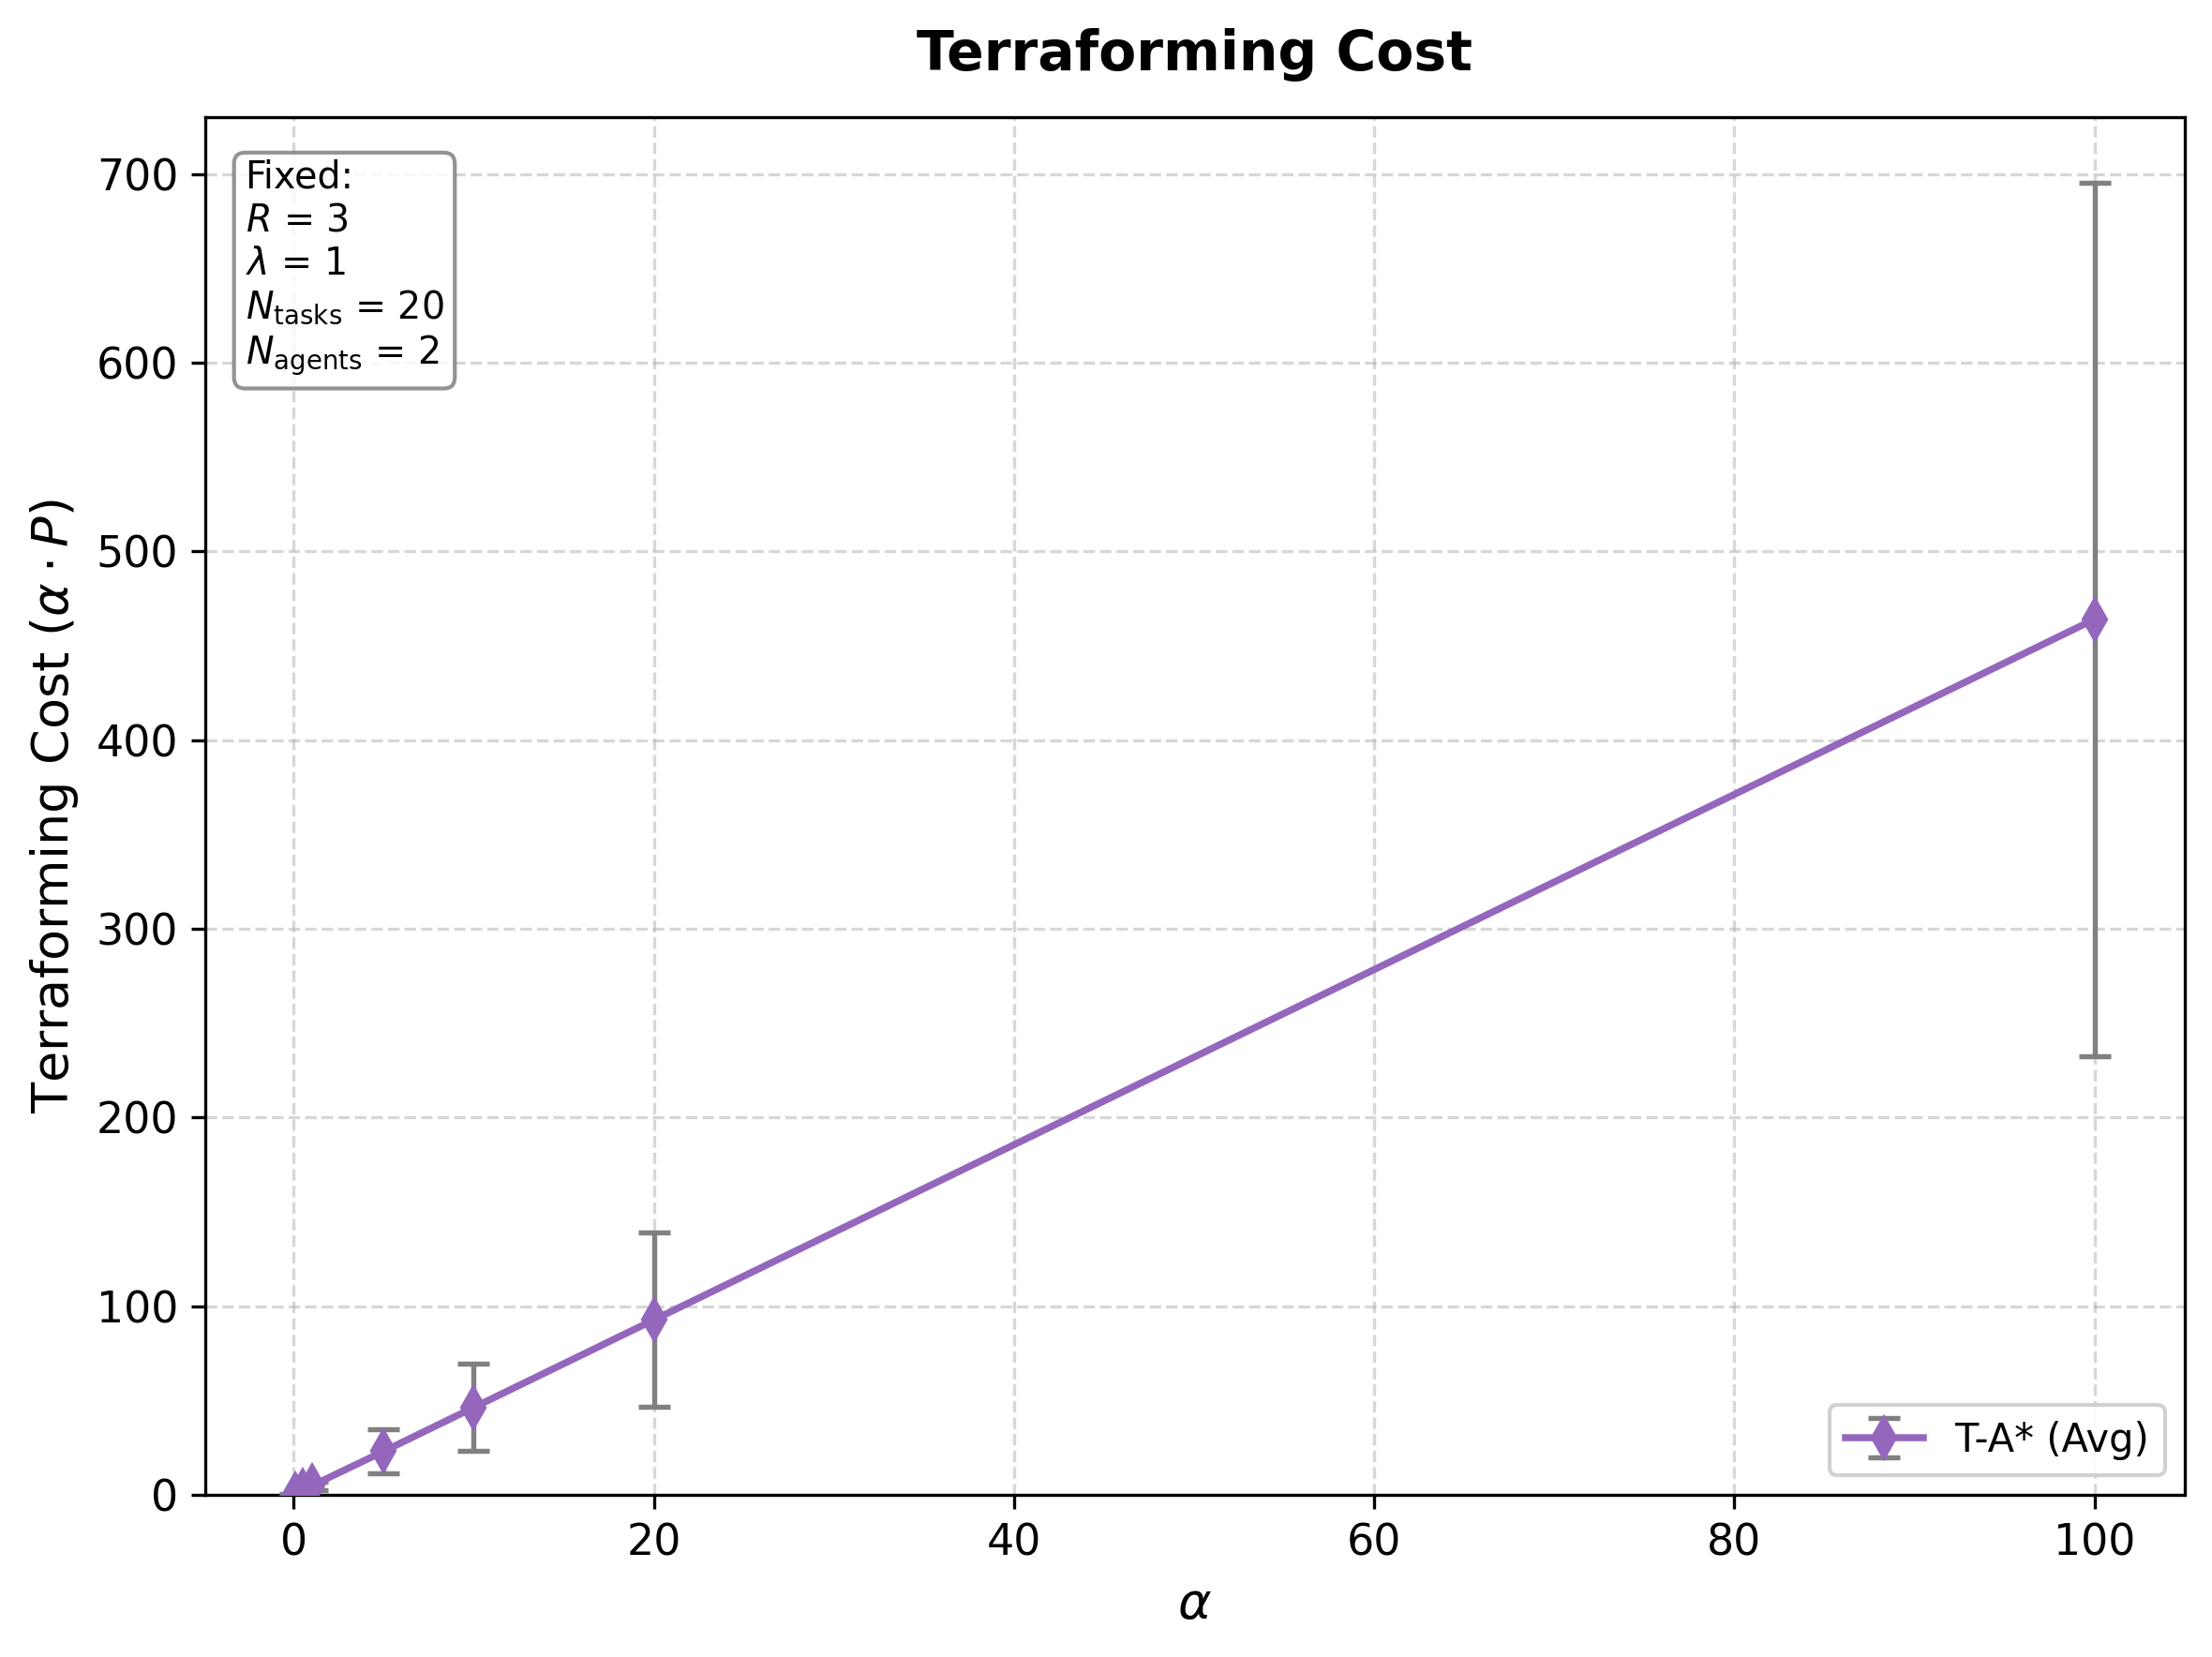 Terraforming Cost
Terraforming Cost (α · P)
700
600
500
400
300
200
100
0
Fixed:
R = 3
λ = 1
N_tasks = 20
N_agents = 2
T-A* (Avg)
0 20 40 60 80 100
α